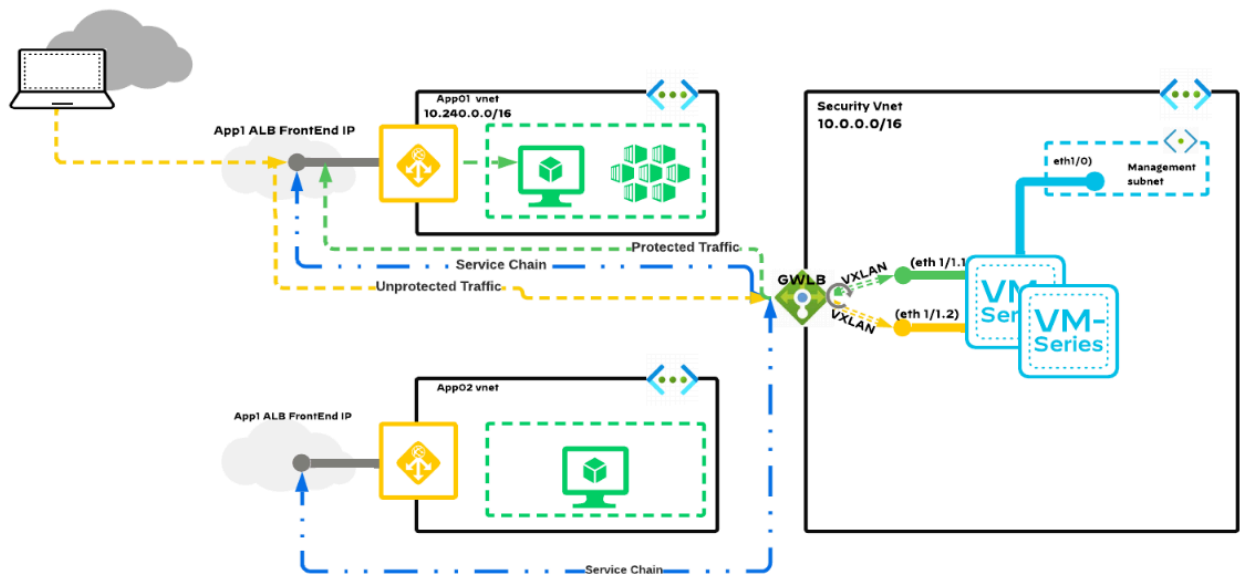 App01 vnet
10.240.0.0/16
App1 ALB FrontEnd IP
Security Vnet
10.0.0.0/16
eth1/0)
Management
subnet
Protected Traffic
Service Chain
Unprotected Traffic
GWLB
VXLAN
VXLAN
(eth 1/1.1
(eth 1/1.2)
VM
Seri
VM-
Series
App02 vnet
App1 ALB FrontEnd IP
Service Chain